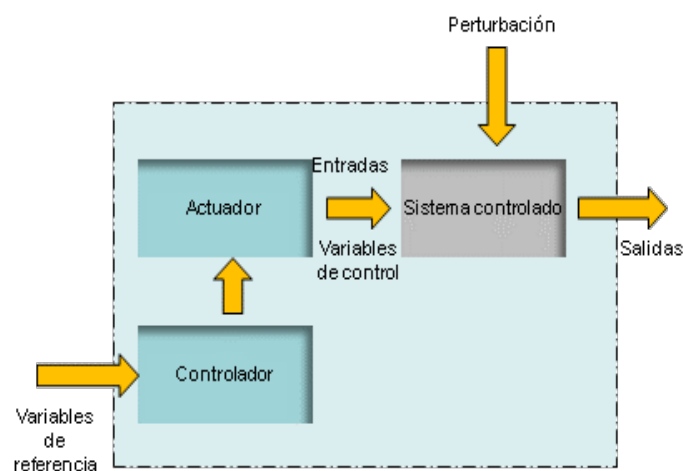 Perturbación
Entradas
Actuador
Sistema controlado
Variables
de control
Salidas
Controlador
Variables
de
referencia